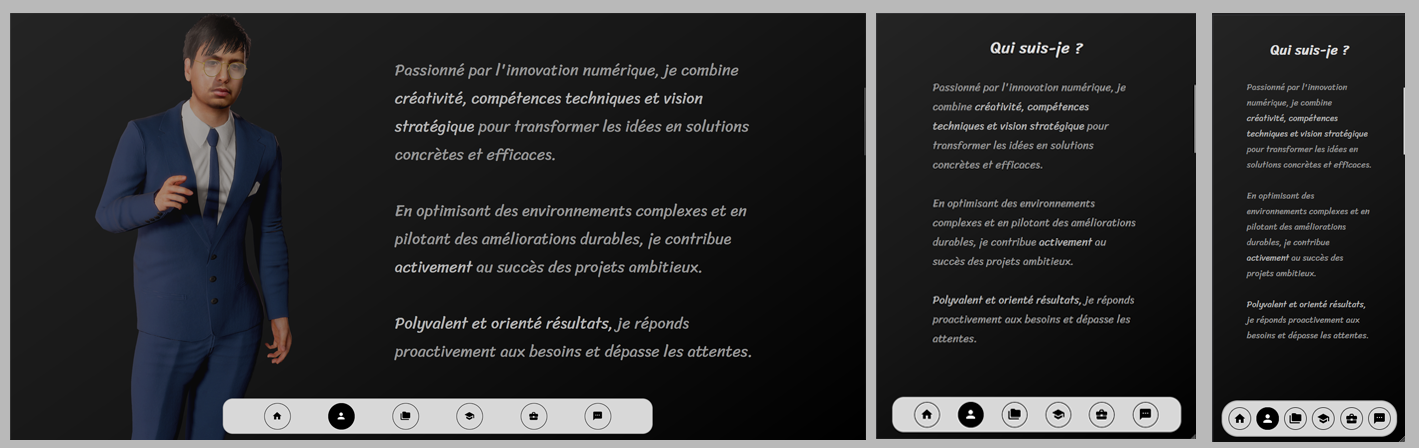 Passionné par l'innovation numérique, je combine
créativité, compétences techniques et vision
stratégique pour transformer les idées en solutions
concrètes et efficaces.
En optimisant des environnements complexes et en
pilotant des améliorations durables, je contribue
activement au succès des projets ambitieux.
Polyvalent et orienté résultats, je réponds
proactivement aux besoins et dépasse les attentes.
Qui suis-je ?
Passionné par l'innovation numérique, je
combine créativité, compétences
techniques et vision stratégique pour
transformer les idées en solutions
concrètes et efficaces.
En optimisant des environnements
complexes et en pilotant des améliorations
durables, je contribue activement au
succès des projets ambitieux.
Polyvalent et orienté résultats, je réponds
proactivement aux besoins et dépasse les
attentes.
Qui suis-je ?
Passionné par l'innovation
numérique, je combine
créativité, compétences
techniques et vision stratégique
pour transformer les idées en
solutions concrètes et efficaces.
En optimisant des
environnements complexes et en
pilotant des améliorations
durables, je contribue
activement au succès des
projets ambitieux.
Polyvalent et orienté résultats,
je réponds proactivement aux
besoins et dépasse les attentes.